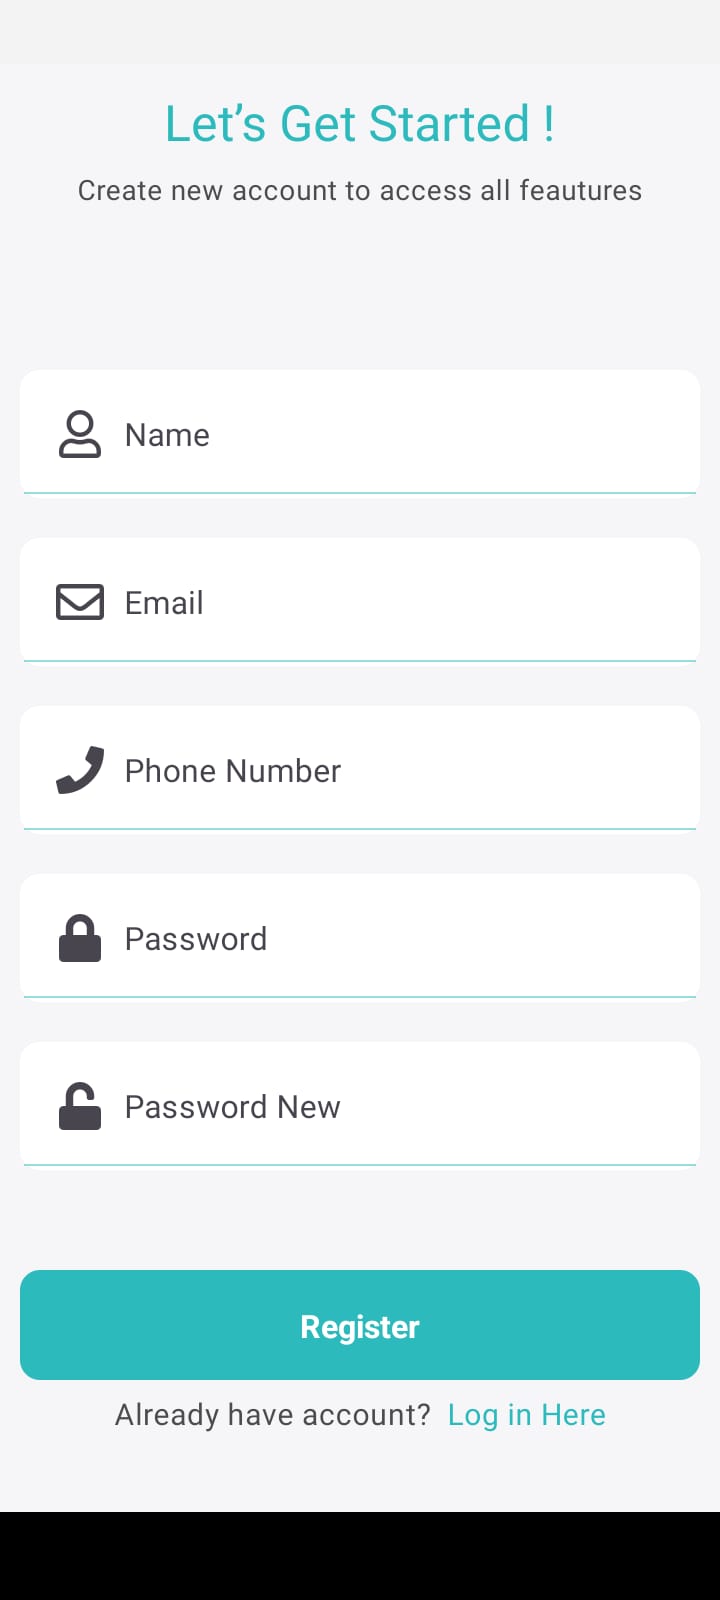 Let’s Get Started !
Create new account to access all feautures
Name
Email
Phone Number
Password
Password New
Register
Already have account? Log in Here